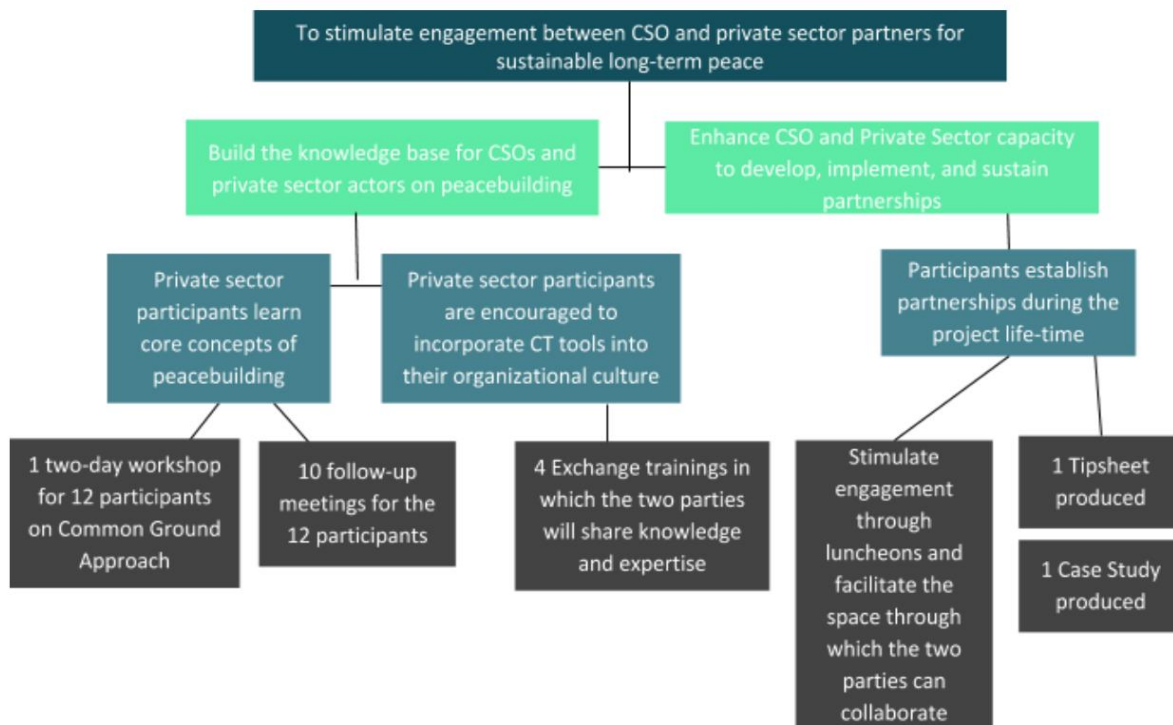 To stimulate engagement between CSO and private sector partners for
sustainable long-term peace
Build the knowledge base for CSOs and
private sector actors on peacebuilding
Enhance CSO and Private Sector capacity
to develop, implement, and sustain
partnerships
Private sector
participants learn
core concepts of
peacebuilding
Private sector participants
are encouraged to
incorporate CT tools into
their organizational culture
Participants establish
partnerships during the
project life-time
1 two-day workshop
for 12 participants
on Common Ground
Approach
10 follow-up
meetings for the
12 participants
4 Exchange trainings in
which the two parties
will share knowledge
and expertise
Stimulate
engagement
through
luncheons and
facilitate the
space through
which the two
parties can
collaborate
1 Tipsheet
produced
1 Case Study
produced